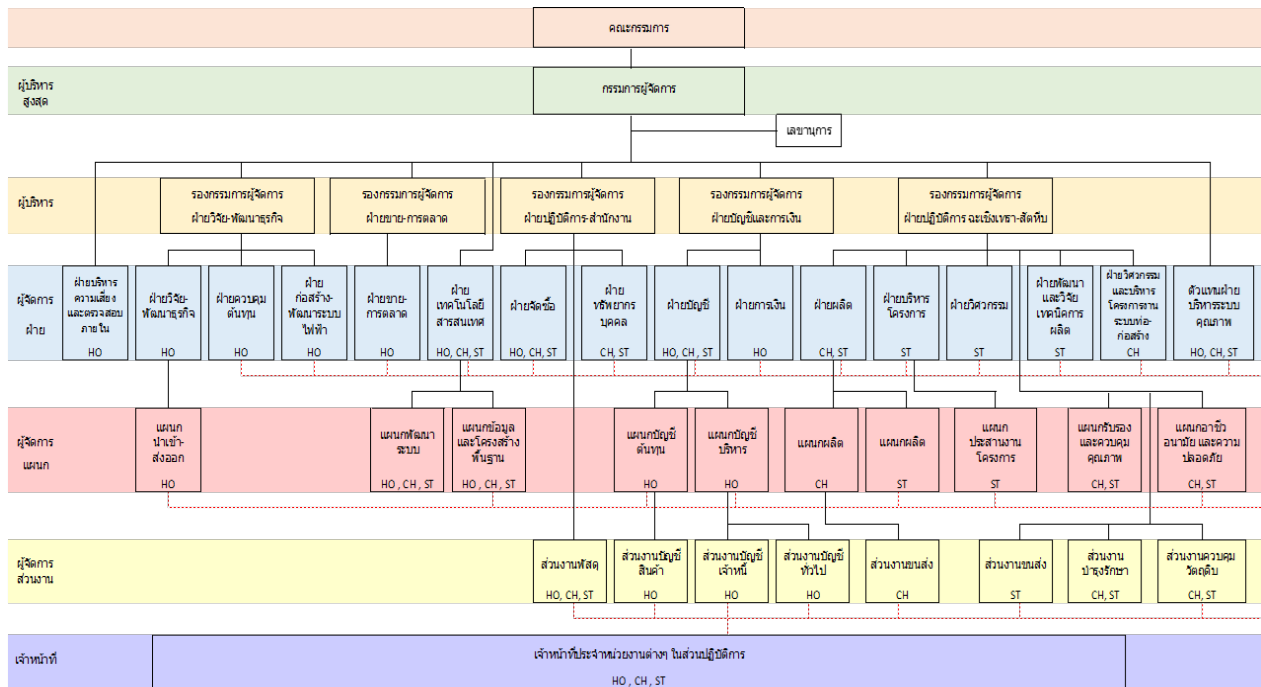 คณะกรรมการ
ผู้บริหาร
สูงสุด
กรรมการผู้จัดการ
เลขานุการ
ผู้บริหาร
รองกรรมการผู้จัดการ
ฝ่ายวิจัย-พัฒนาธุรกิจ
รองกรรมการผู้จัดการ
ฝ่ายขาย-การตลาด
รองกรรมการผู้จัดการ
ฝ่ายปฏิบัติการ-สำนักงาน
รองกรรมการผู้จัดการ
ฝ่ายบัญชีและการเงิน
รองกรรมการผู้จัดการ
ฝ่ายปฏิบัติการ ฉะเชิงเทรา-สัตหีบ
ผู้จัดการ
ฝ่าย
ฝ่ายบริหาร
ความเสี่ยง
และตรวจสอบ
ภายใน
HO
ฝ่ายวิจัย-
พัฒนาธุรกิจ
HO
ฝ่ายควบคุม
ต้นทุน
HO
ฝ่าย
ก่อสร้าง-
พัฒนาระบบ
ไฟฟ้า
HO
ฝ่ายขาย-
การตลาด
HO
ฝ่าย
เทคโนโลยี
สารสนเทศ
HO, CH, ST
ฝ่ายจัดซื้อ
HO, CH, ST
ฝ่าย
ทรัพยากร
บุคคล
CH, ST
ฝ่ายบัญชี
HO, CH, ST
ฝ่ายการเงิน
HO
ฝ่ายผลิต
CH, ST
ฝ่ายบริหาร
โครงการ
ST
ฝ่ายวิศวกรรม
ST
ฝ่ายพัฒนา
และวิจัย
เทคนิคการ
ผลิต
ST
ฝ่ายวิศวกรรม
และบริหาร
โครงการงาน
ระบบท่อ-
ก่อสร้าง
CH
ตัวแทนฝ่าย
บริหารระบบ
คุณภาพ
HO, CH, ST
ผู้จัดการ
แผนก
แผนก
นำเข้า-
ส่งออก
HO
แผนกพัฒนา
ระบบ
HO , CH, ST
แผนกข้อมูล
และโครงสร้าง
พื้นฐาน
HO , CH, ST
แผนกบัญชี
ต้นทุน
HO
แผนกบัญชี
บริหาร
HO
แผนกผลิต
CH
แผนกผลิต
ST
แผนก
ประสานงาน
โครงการ
ST
แผนกรับรอง
และควบคุม
คุณภาพ
CH, ST
แผนกอาชีว
อนามัย และความ
ปลอดภัย
CH, ST
ผู้จัดการ
ส่วนงาน
ส่วนงานพัสดุ
HO, CH, ST
ส่วนงานบัญชี
สินค้า
HO
ส่วนงานบัญชี
เจ้าหนี้
HO
ส่วนงานบัญชี
ทั่วไป
HO
ส่วนงานขนส่ง
CH
ส่วนงานขนส่ง
ST
ส่วนงาน
บำรุงรักษา
CH, ST
ส่วนงานควบคุม
วัตถุดิบ
CH, ST
เจ้าหน้าที่
เจ้าหน้าที่ประจำหน่วยงานต่างๆ ในส่วนปฏิบัติการ
HO , CH, ST